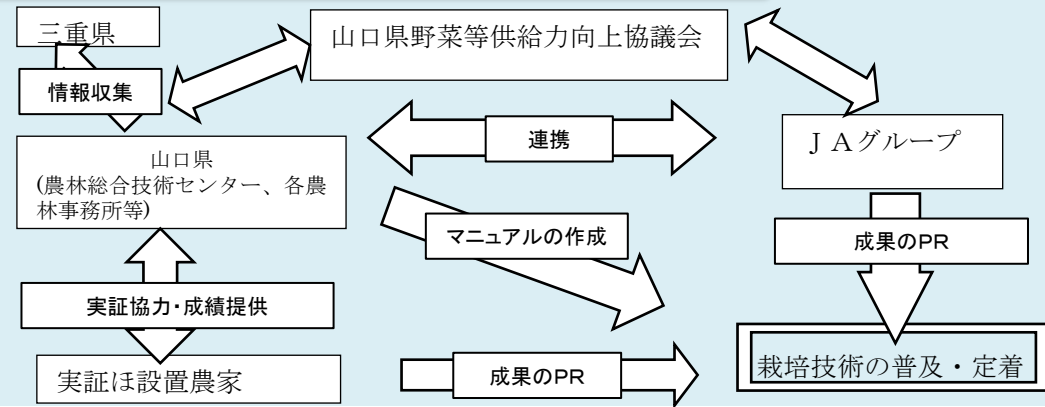 三重県
山口県野菜等供給力向上協議会
情報収集
連携
JAグループ
山口県
(農林総合技術センター、各農
林事務所等)
マニュアルの作成
成果のPR
実証協力・成績提供
実証ほ設置農家
成果のPR
栽培技術の普及・定着